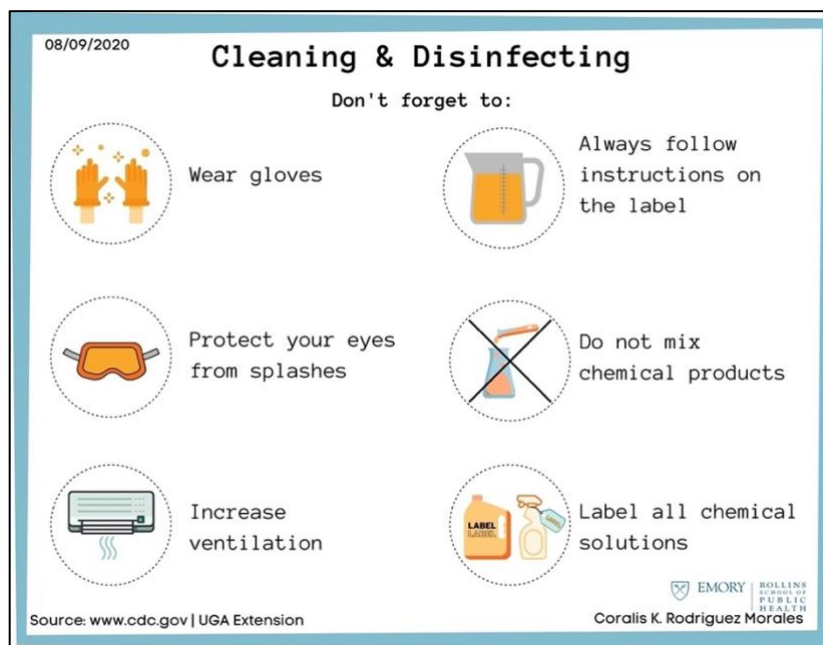 08/09/2020
Cleaning & Disinfecting
Don't forget to:
Wear gloves
Always follow
instructions on
the label
Protect your eyes
from splashes
Do not mix
chemical products
Increase
ventilation
LABEL
LABEL
LABEL
Label all chemical
solutions
EMORY
ROLLINS
SCHOOL OF
PUBLIC
HEALTH
Source: www.cdc.gov | UGA Extension
Coralis K. Rodriguez Morales